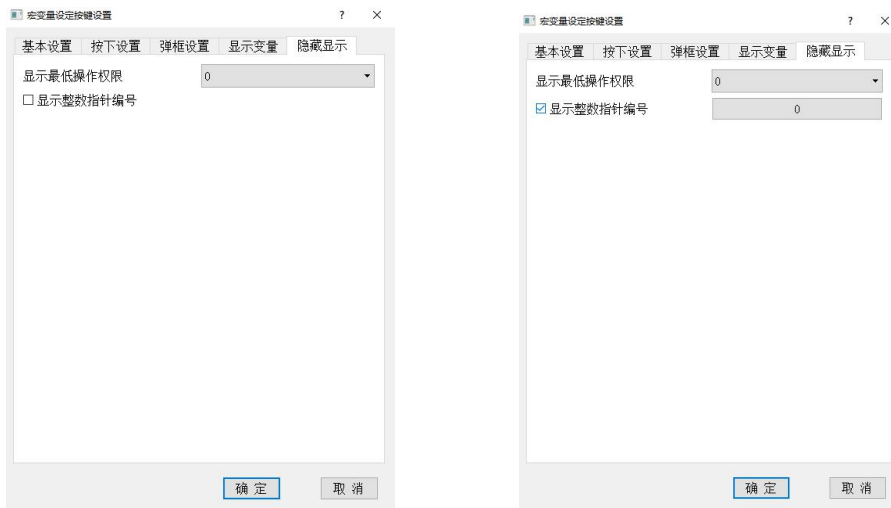 宏变量设定按键设置 ? ×
基本设置 按下设置 弹框设置 显示变量 隐藏显示
显示最低操作权限 0
显示整数指针编号
确定 取消
宏变量设定按键设置 ? ×
基本设置 按下设置 弹框设置 显示变量 隐藏显示
显示最低操作权限 0
显示整数指针编号 0
确定 取消